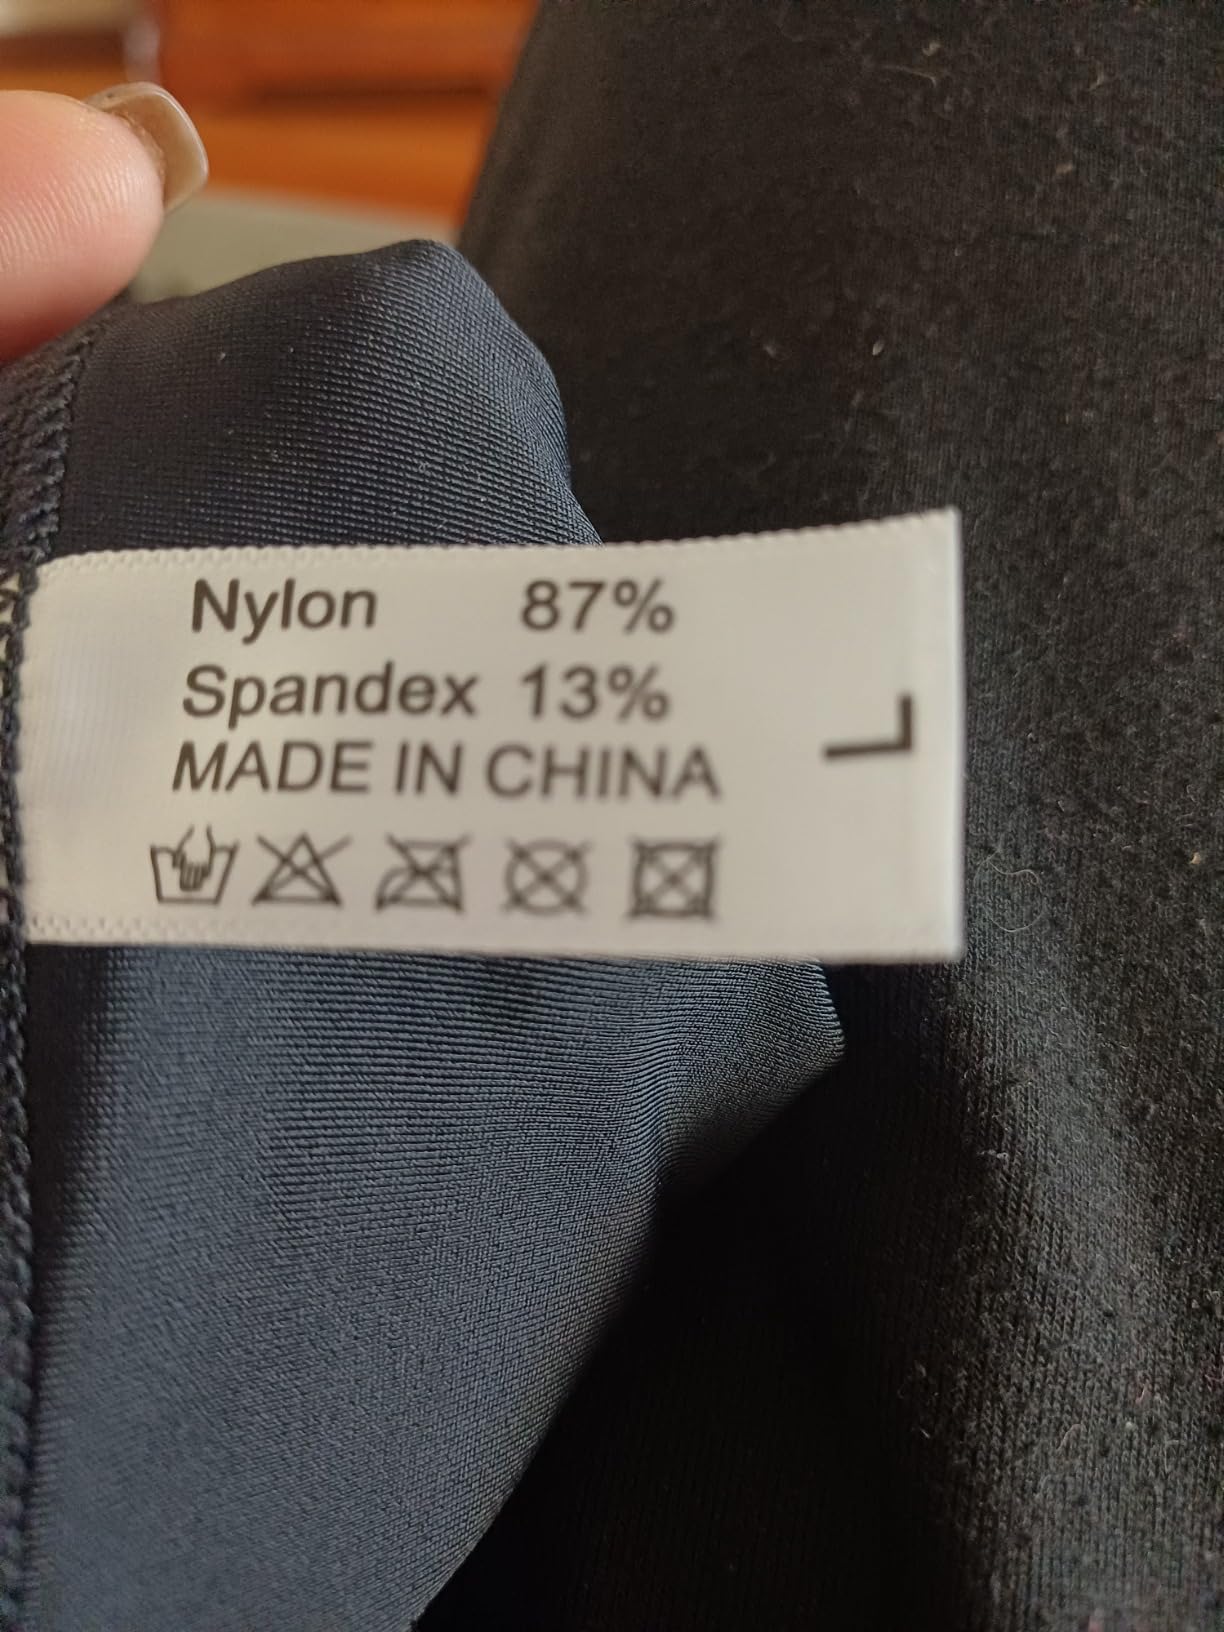 Nylon 87%
Spandex 13%
MADE IN CHINA
L